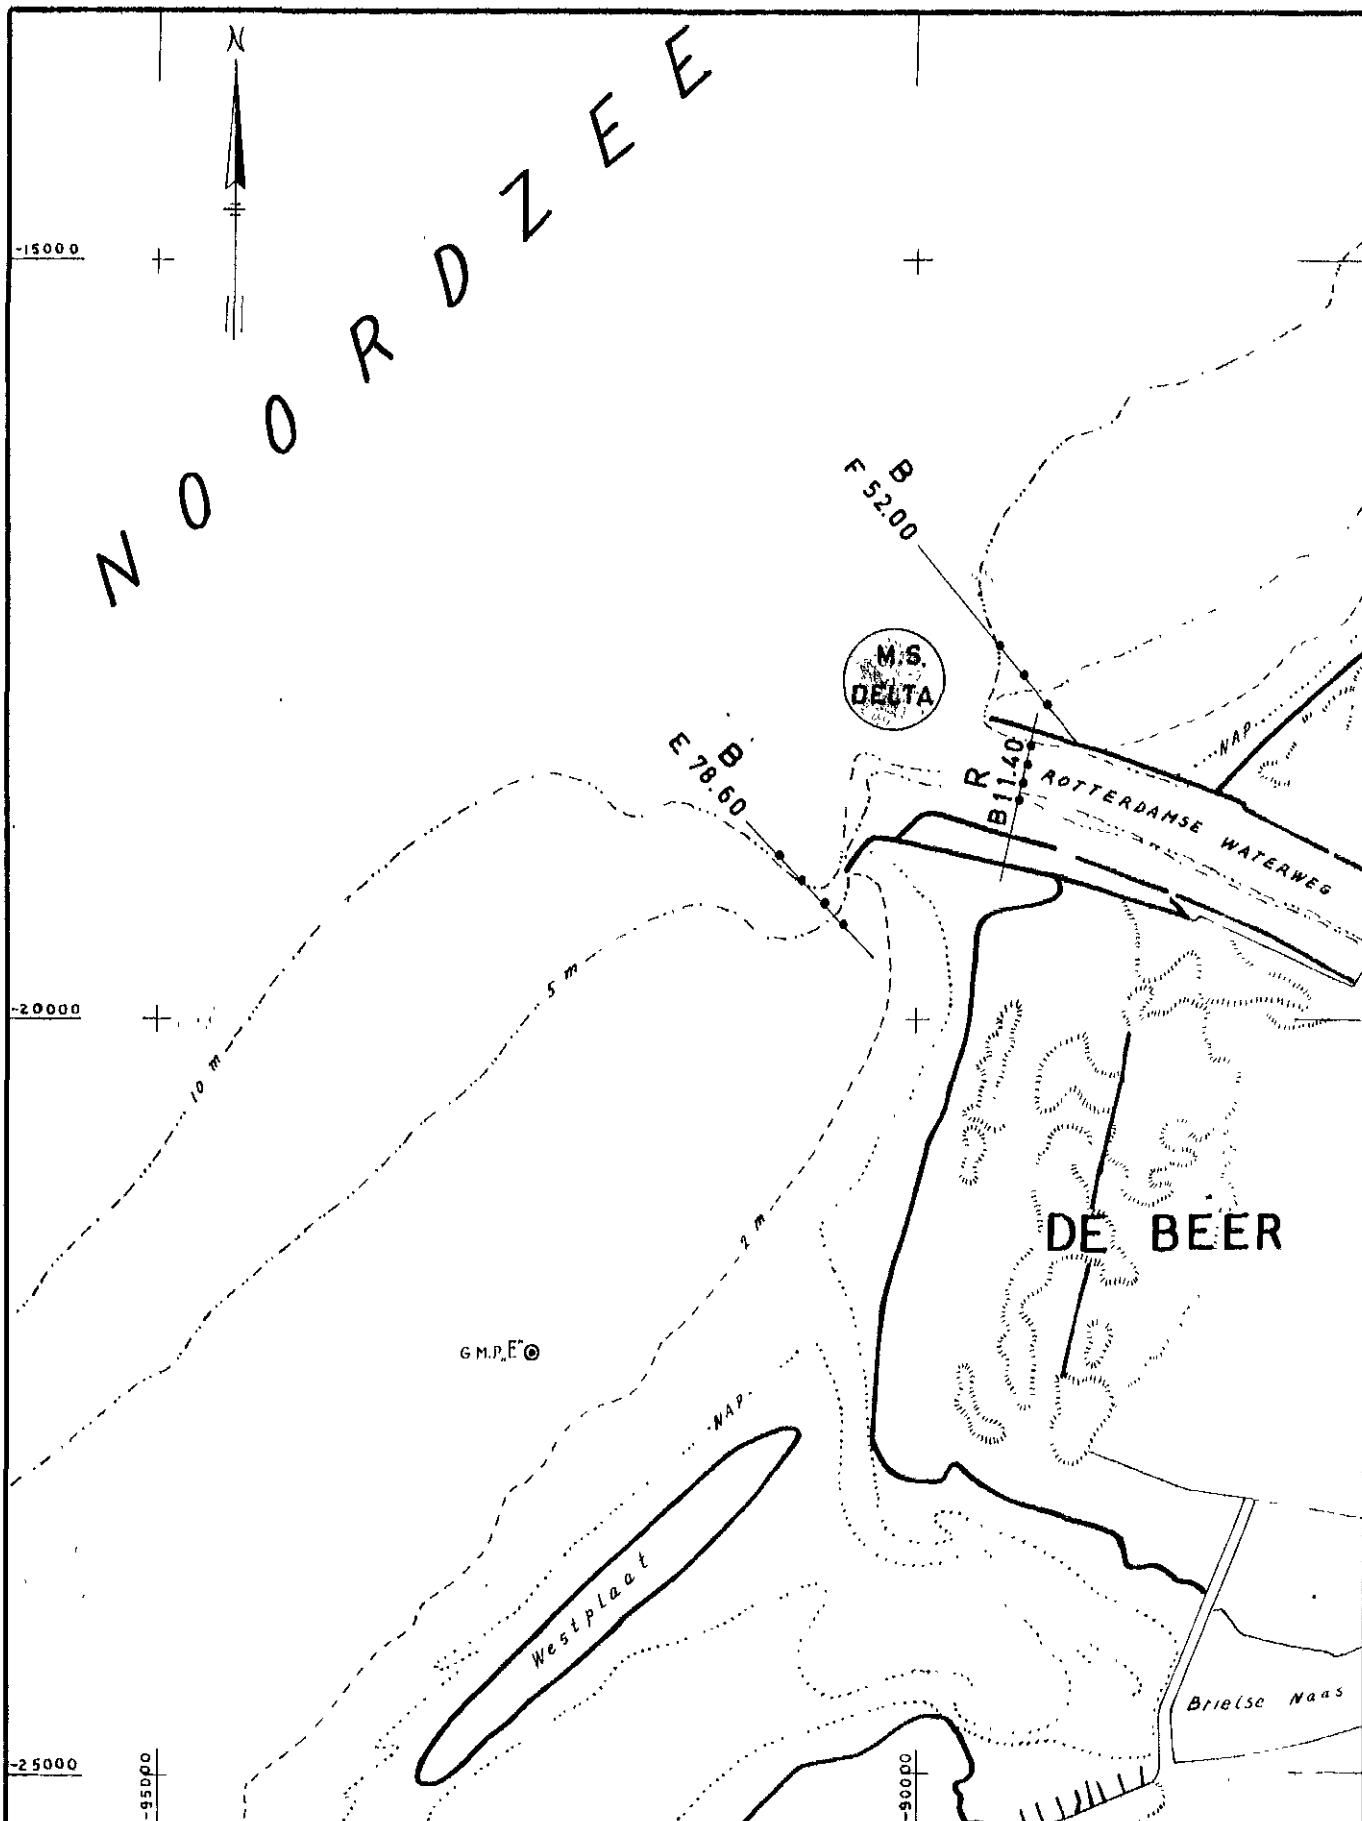 N
NOORDZEE
-15000
B
F 52.00
M.S.
DELTA
B
E 78.60
R
B 11.40
NAP
ROTTERDAMSE WATERWEG
5 m
-20000
10 m
2 m
DE BEER
G.M.P. „E"
NAP
Westplaat
Brielse Maas
-25000
-95000
-90000